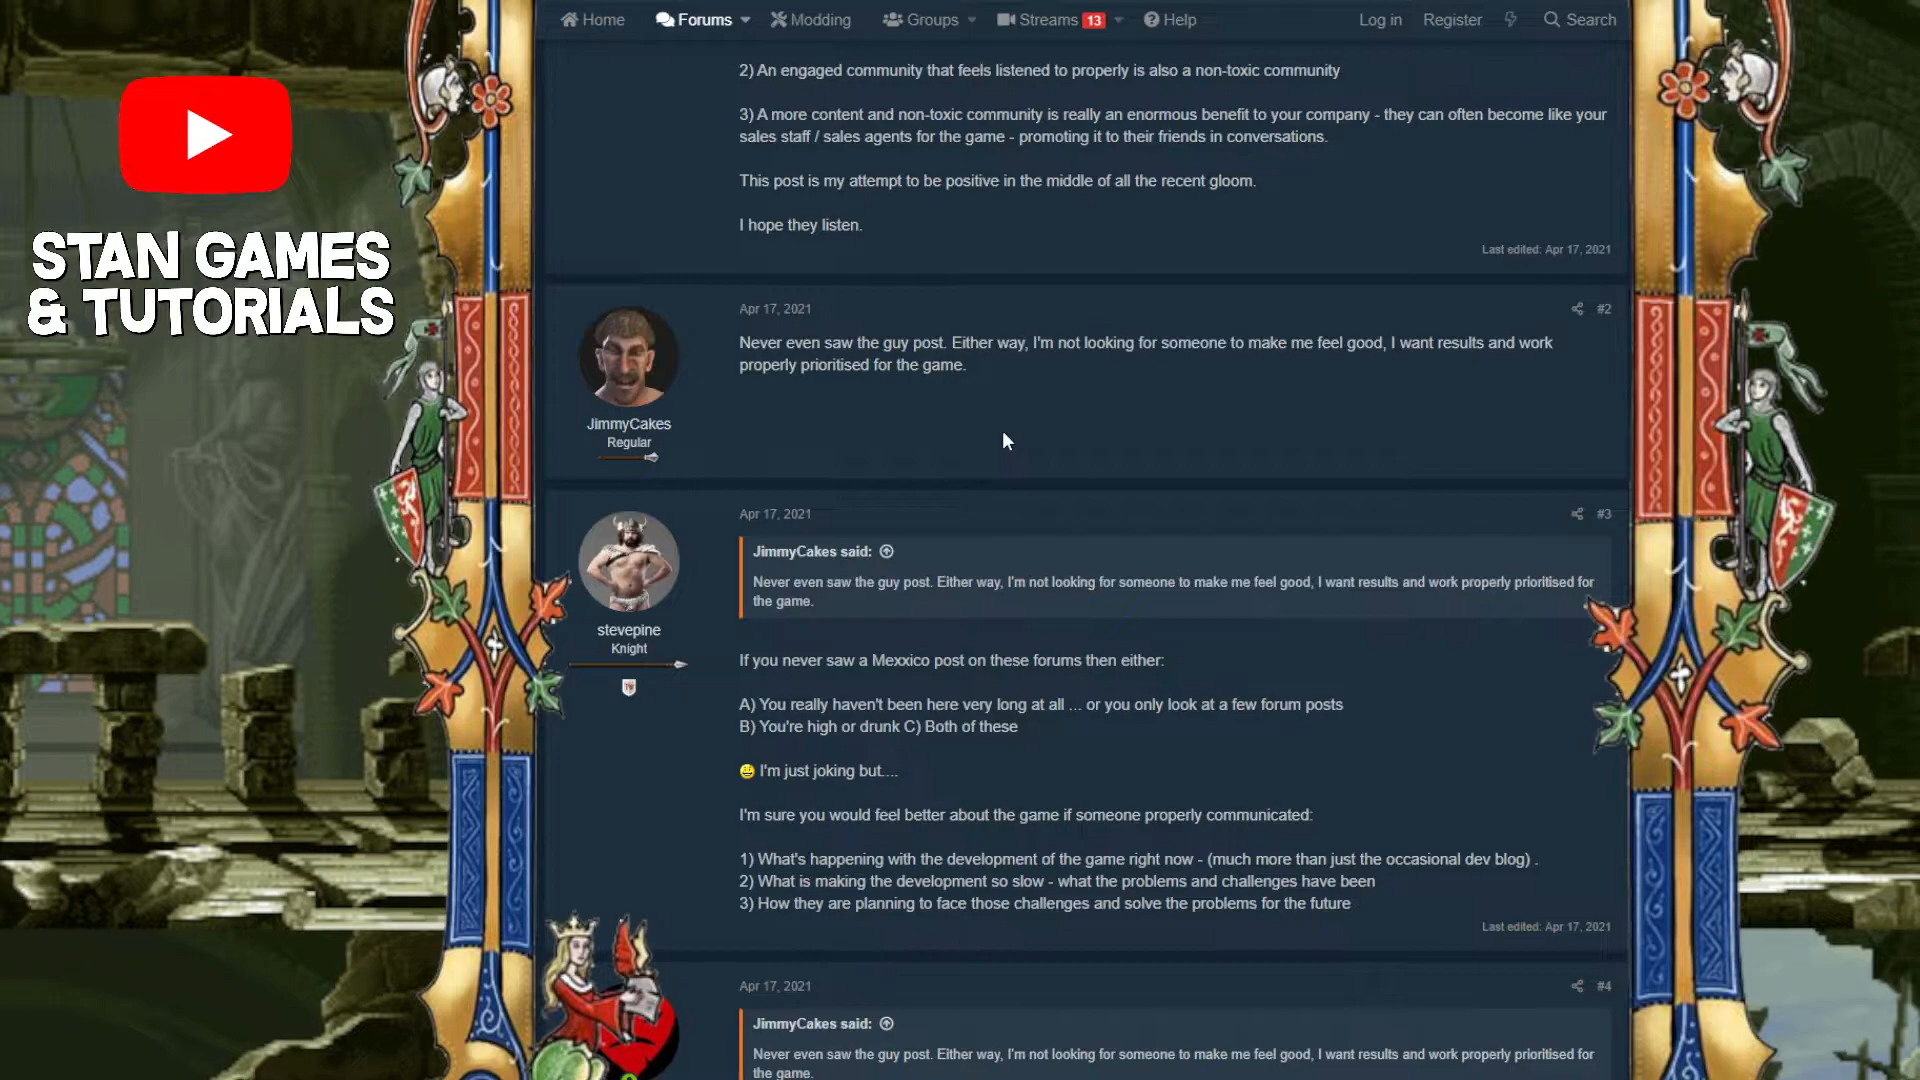 Home Forums Modding Groups Streams 13 Help Log in Register Search
STAN GAMES
& TUTORIALS
2) An engaged community that feels listened to properly is also a non-toxic community
3) A more content and non-toxic community is really an enormous benefit to your company - they can often become like your
sales staff / sales agents for the game - promoting it to their friends in conversations.
This post is my attempt to be positive in the middle of all the recent gloom.
I hope they listen.
Last edited: Apr 17, 2021
Apr 17, 2021 #2
JimmyCakes
Regular
Never even saw the guy post. Either way, I'm not looking for someone to make me feel good, I want results and work
properly prioritised for the game.
Apr 17, 2021 #3
stevepine
Knight
JimmyCakes said:
Never even saw the guy post. Either way, I'm not looking for someone to make me feel good, I want results and work properly prioritised for
the game.
If you never saw a Mexxico post on these forums then either:
A) You really haven't been here very long at all ... or you only look at a few forum posts
B) You're high or drunk C) Both of these
I'm just joking but....
I'm sure you would feel better about the game if someone properly communicated:
1) What's happening with the development of the game right now - (much more than just the occasional dev blog) .
2) What is making the development so slow - what the problems and challenges have been
3) How they are planning to face those challenges and solve the problems for the future
Last edited: Apr 17, 2021
Apr 17, 2021 #4
JimmyCakes said:
Never even saw the guy post. Either way, I'm not looking for someone to make me feel good, I want results and work properly prioritised for
the game.